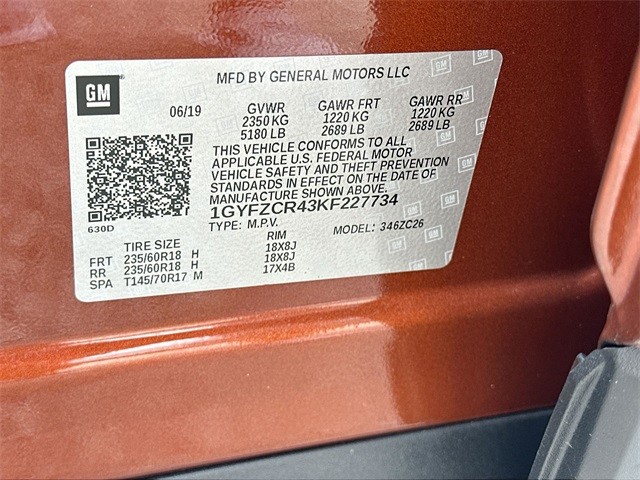 GM
MFD BY GENERAL MOTORS LLC
06/19 GVWR GAWR FRT GAWR RR
2350 KG 1220 KG 1220 KG
5180 LB 2689 LB 2689 LB
THIS VEHICLE CONFORMS TO ALL
APPLICABLE U.S. FEDERAL MOTOR
VEHICLE SAFETY AND THEFT PREVENTION
STANDARDS IN EFFECT ON THE DATE OF
MANUFACTURE SHOWN ABOVE.
1GYFZCR43KF227734
630D TYPE: M.P.V. MODEL: 346ZC26
TIRE SIZE RIM
FRT 235/60R18 H 18X8J
RR 235/60R18 H 18X8J
SPA T145/70R17 M 17X4B